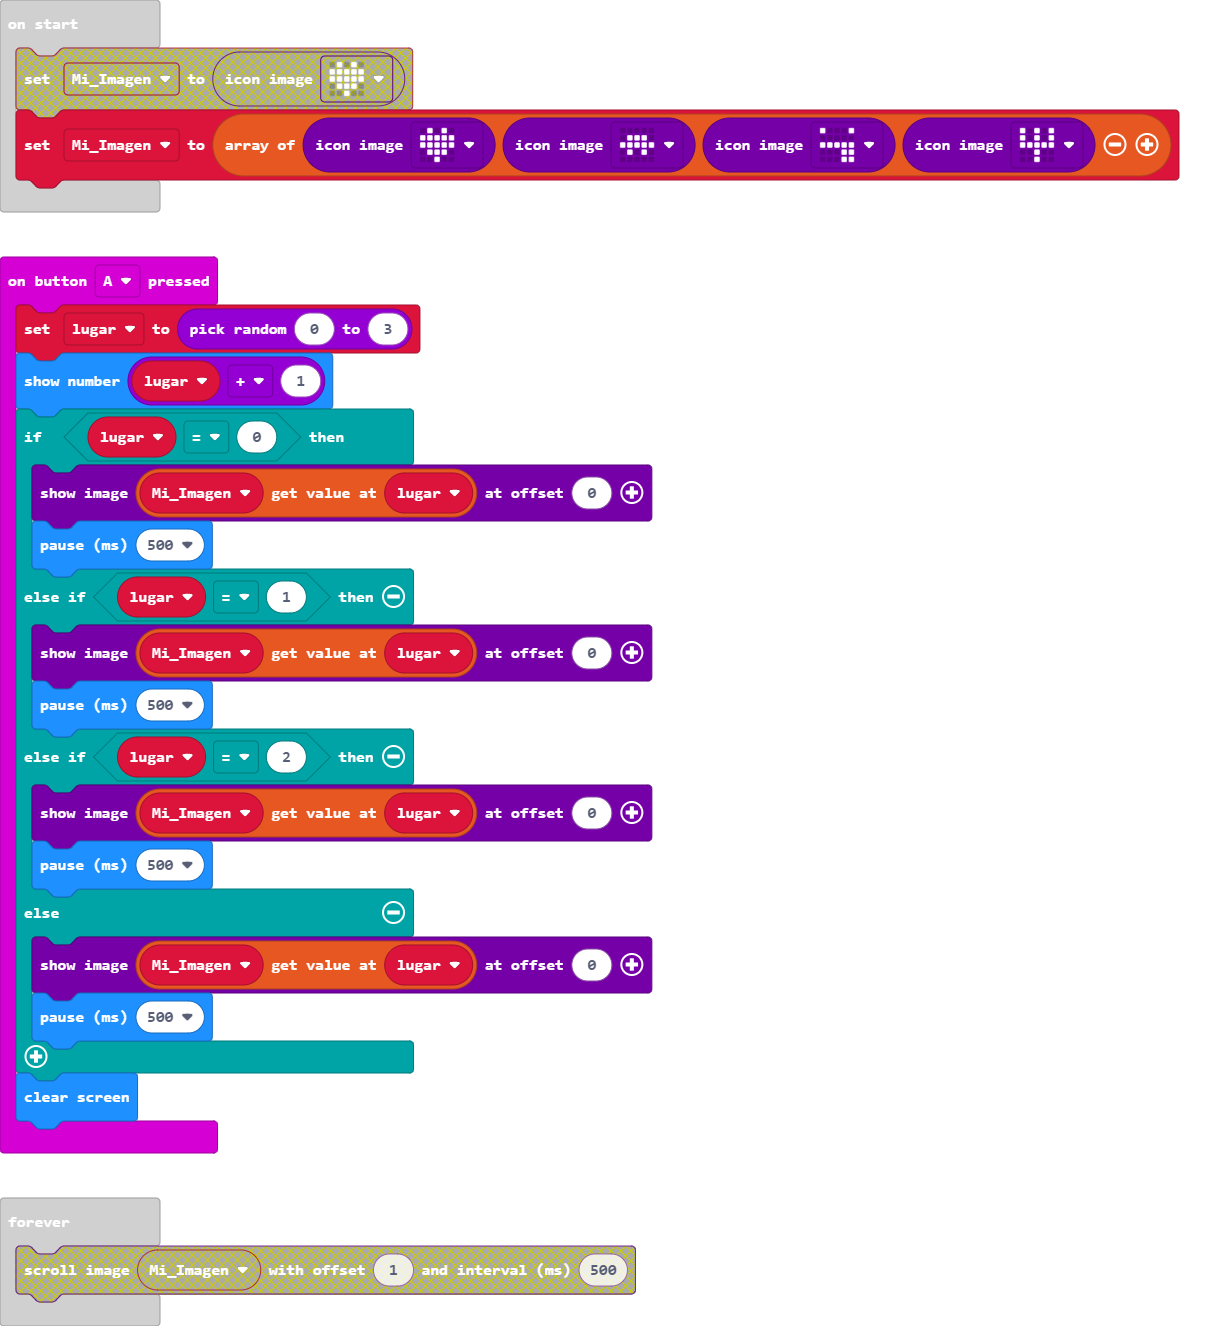 on start
set Mi_Imagen to icon image
set Mi_Imagen to array of icon image icon image icon image icon image
on button A pressed
set lugar to pick random 0 to 3
show number lugar + 1
if lugar = 0 then
show image Mi_Imagen get value at lugar at offset 0
pause (ms) 500
else if lugar = 1 then
show image Mi_Imagen get value at lugar at offset 0
pause (ms) 500
else if lugar = 2 then
show image Mi_Imagen get value at lugar at offset 0
pause (ms) 500
else
show image Mi_Imagen get value at lugar at offset 0
pause (ms) 500
clear screen
forever
scroll image Mi_Imagen with offset 1 and interval (ms) 500